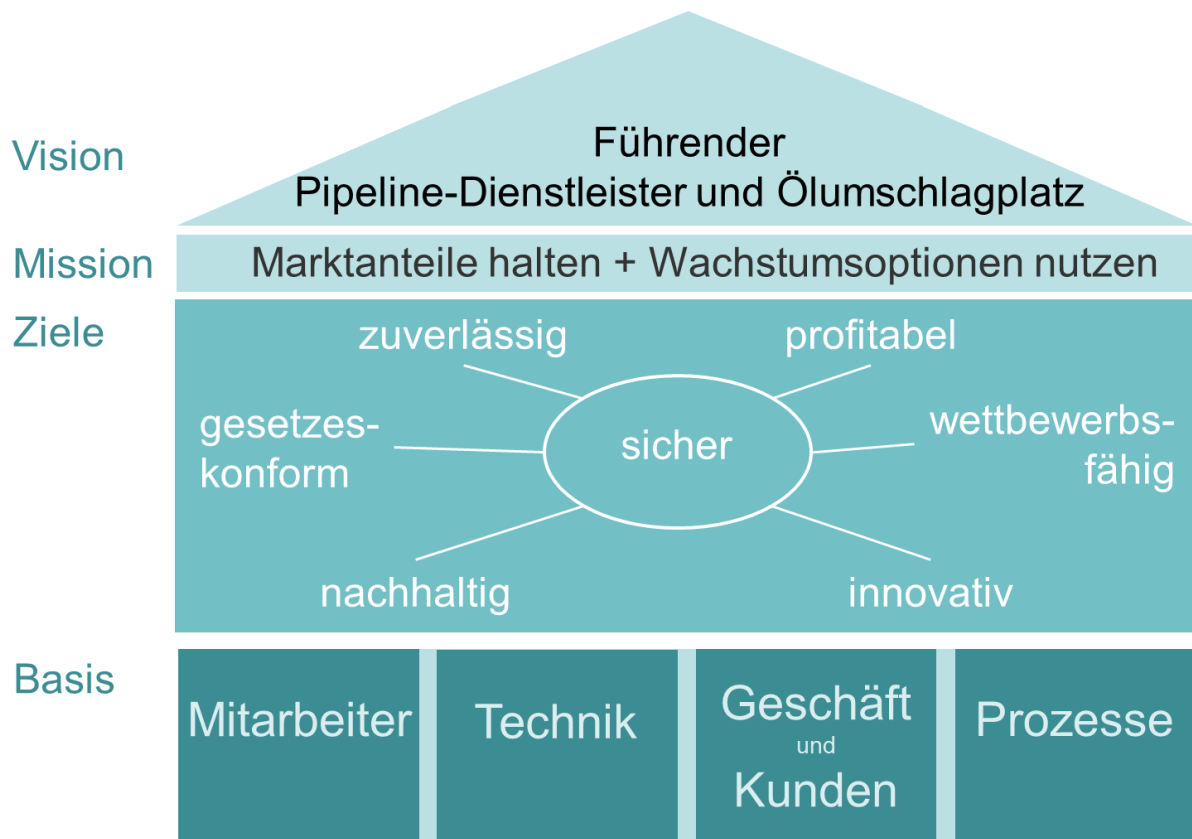 Vision
Führender
Pipeline-Dienstleister und Ölumschlagplatz
Mission
Marktanteile halten + Wachstumsoptionen nutzen
Ziele
zuverlässig
profitabel
gesetzes-
konform
sicher
wettbewerbs-
fähig
nachhaltig
innovativ
Basis
Mitarbeiter
Technik
Geschäft
und
Kunden
Prozesse